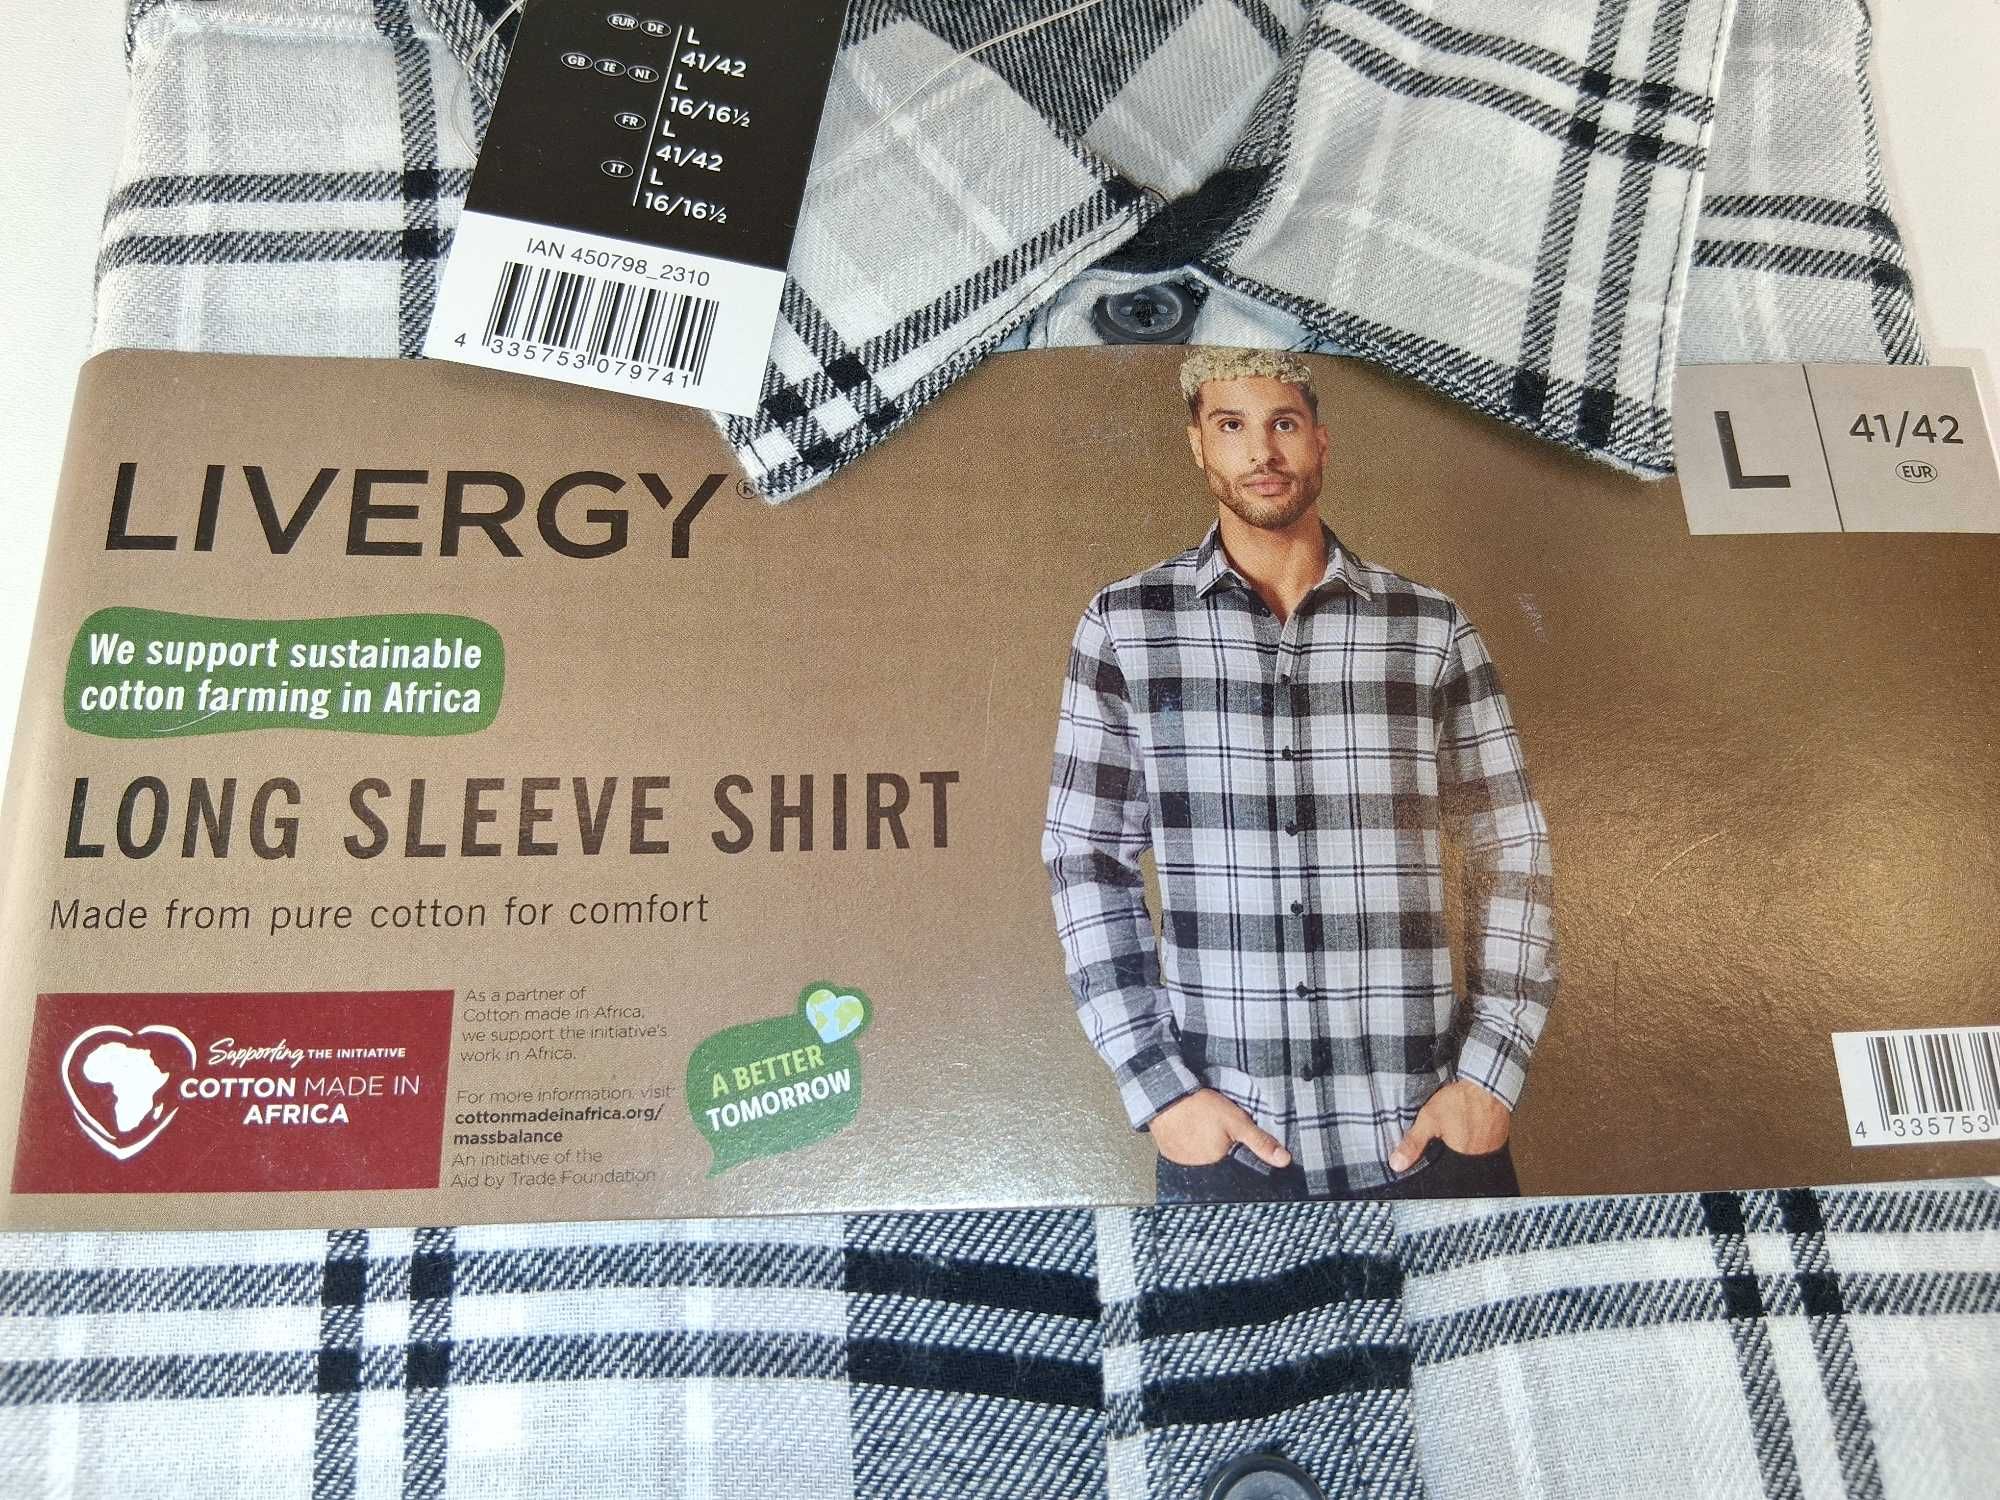 EUR DE L
41/42
GB IE NI L
16/16½
FR L
41/42
IT L
16/16½
IAN 450798_2310
4 335753 079741
LIVERGY®
L 41/42
EUR
We support sustainable
cotton farming in Africa
LONG SLEEVE SHIRT
Made from pure cotton for comfort
Supporting THE INITIATIVE
COTTON MADE IN
AFRICA
As a partner of
Cotton made in Africa,
we support the initiative's
work in Africa.
For more information, visit
cottonmadeinafrica.org/
massbalance
An initiative of the
Aid by Trade Foundation
A BETTER
TOMORROW
4 335753